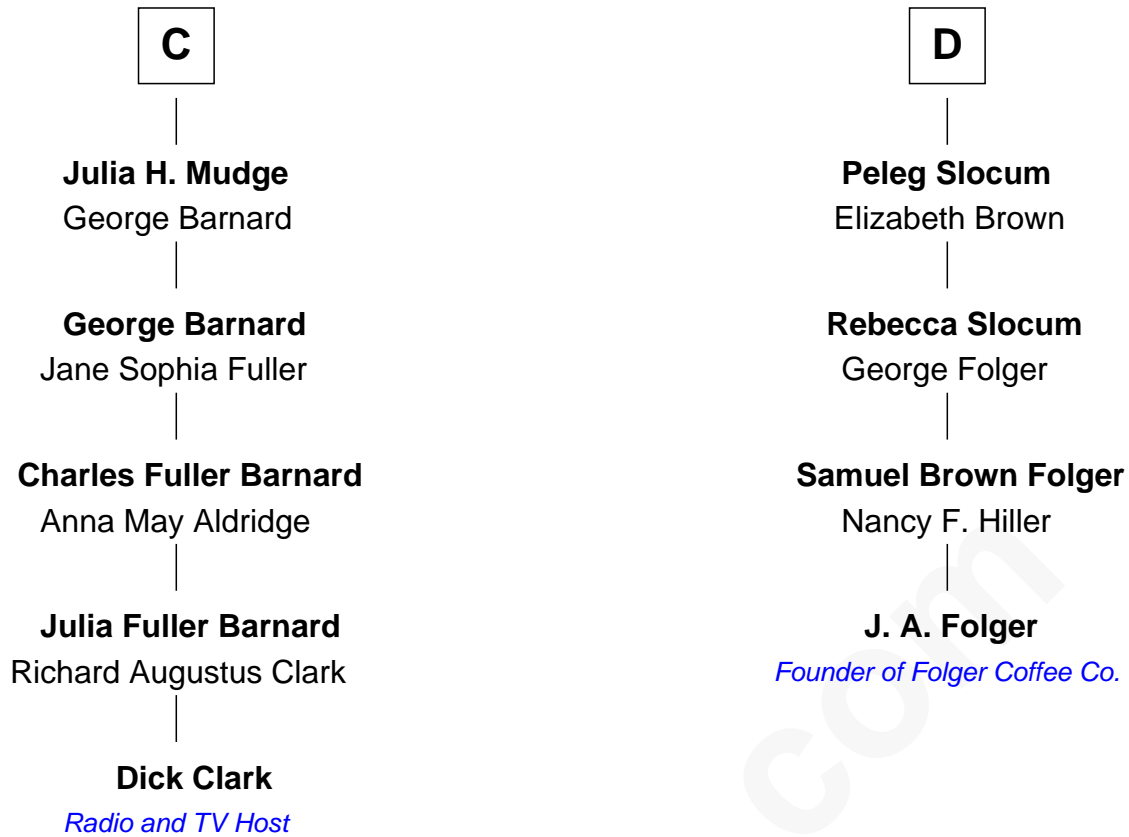 C
Julia H. Mudge
George Barnard
George Barnard
Jane Sophia Fuller
Charles Fuller Barnard
Anna May Aldridge
Julia Fuller Barnard
Richard Augustus Clark
Dick Clark
Radio and TV Host
D
Peleg Slocum
Elizabeth Brown
Rebecca Slocum
George Folger
Samuel Brown Folger
Nancy F. Hiller
J. A. Folger
Founder of Folger Coffee Co.
com